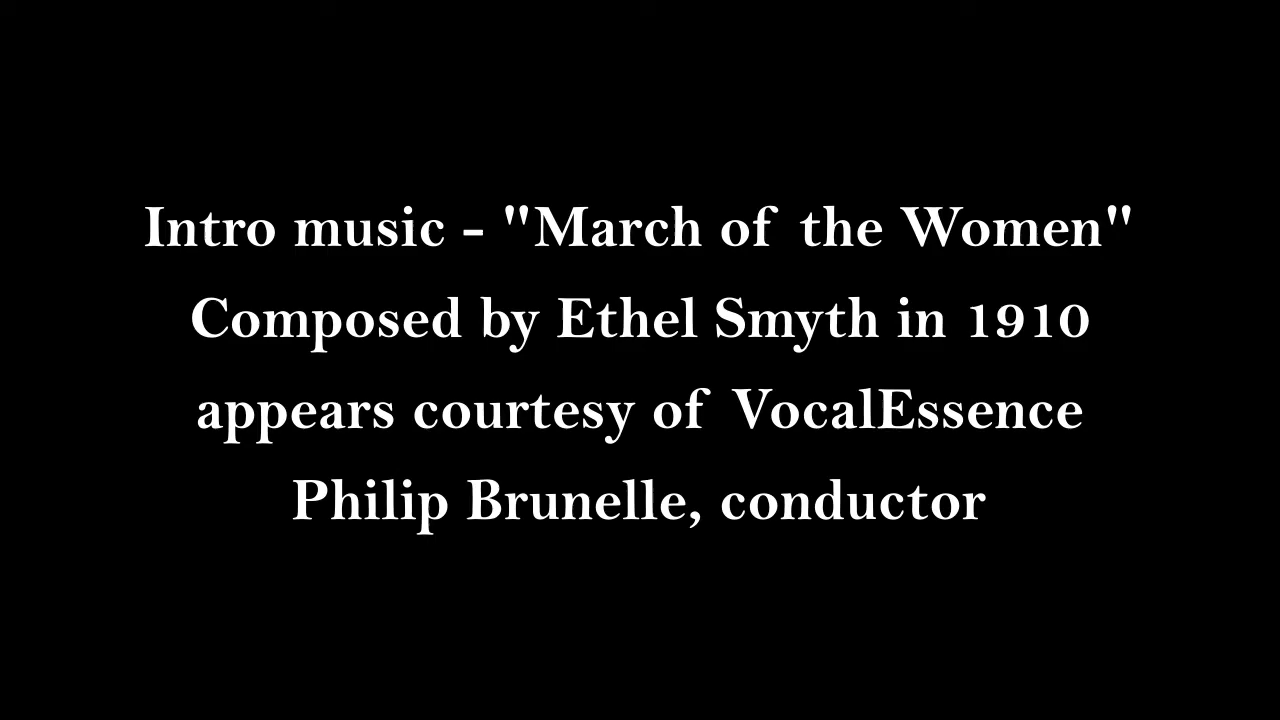 Intro music - "March of the Women"
Composed by Ethel Smyth in 1910
appears courtesy of VocalEssence
Philip Brunelle, conductor